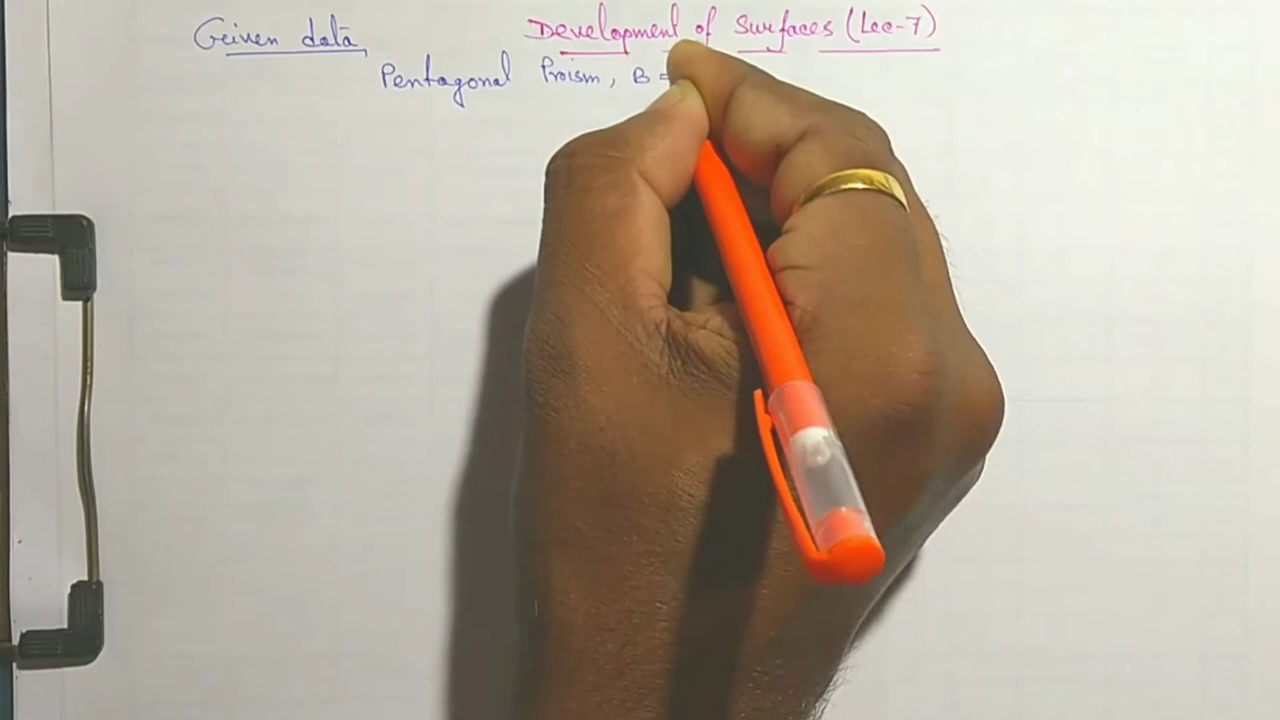 Given data
Development of Surfaces (Lec-7)
Pentagonal Prism, B =